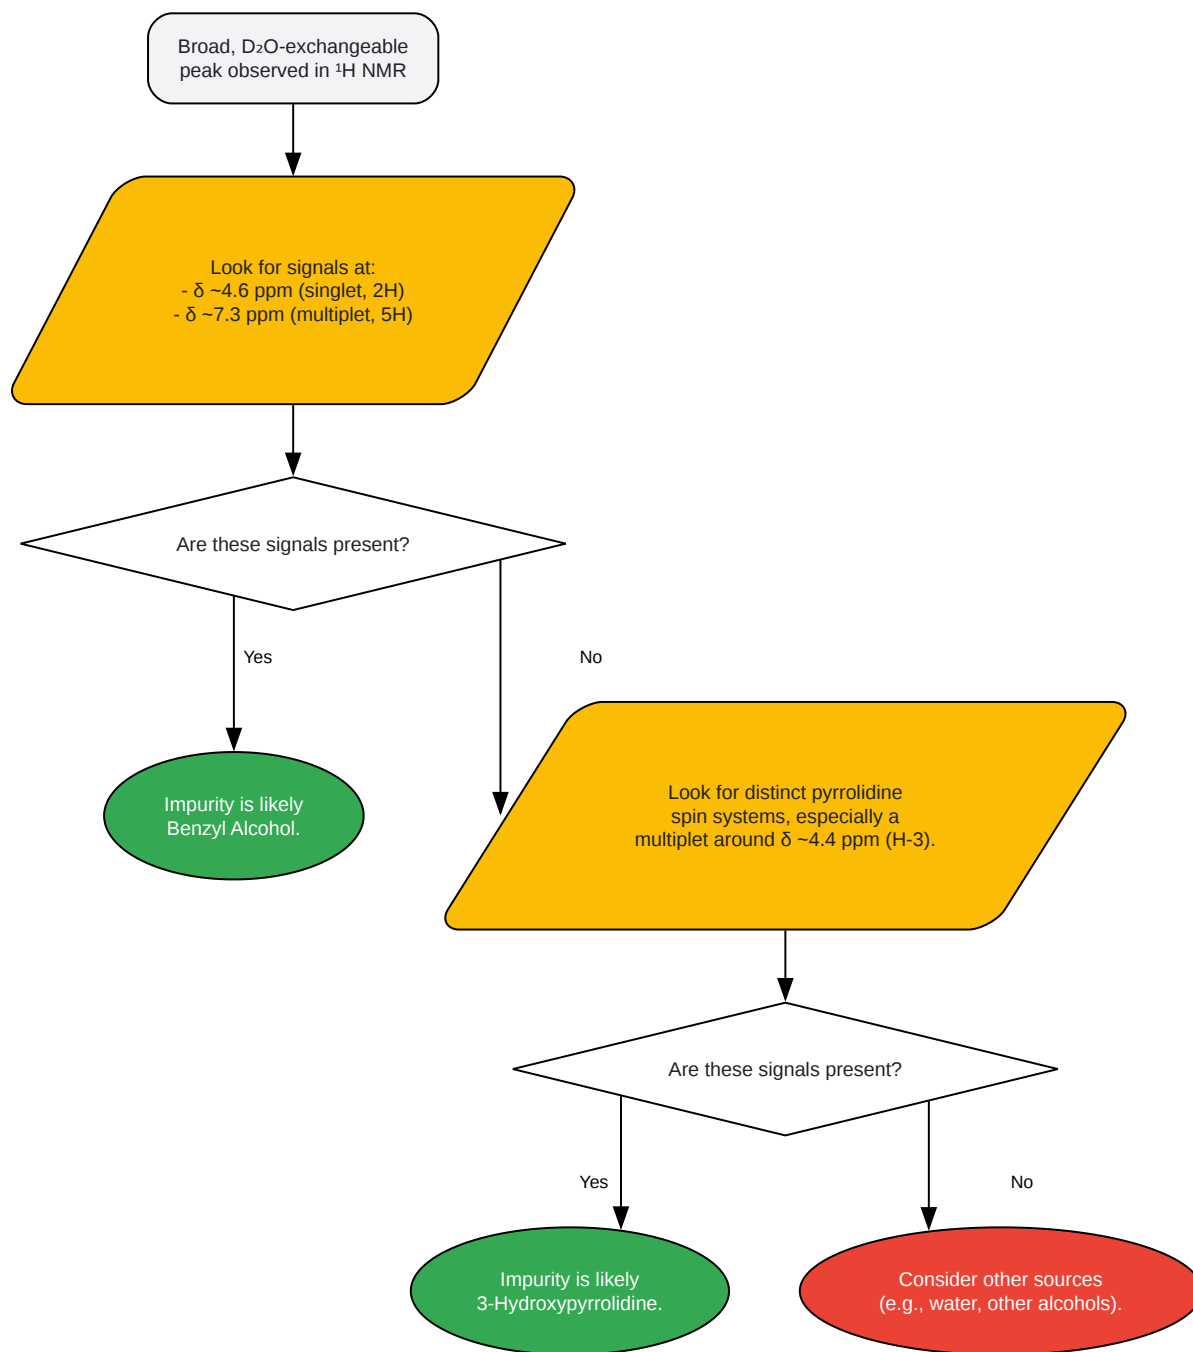 Broad, D₂O-exchangeable
peak observed in ¹H NMR
Look for signals at:
- δ ~4.6 ppm (singlet, 2H)
- δ ~7.3 ppm (multiplet, 5H)
Are these signals present?
Yes
No
Impurity is likely
Benzyl Alcohol.
Look for distinct pyrrolidine
spin systems, especially a
multiplet around δ ~4.4 ppm (H-3).
Are these signals present?
Yes
No
Impurity is likely
3-Hydroxypyrrolidine.
Consider other sources
(e.g., water, other alcohols).